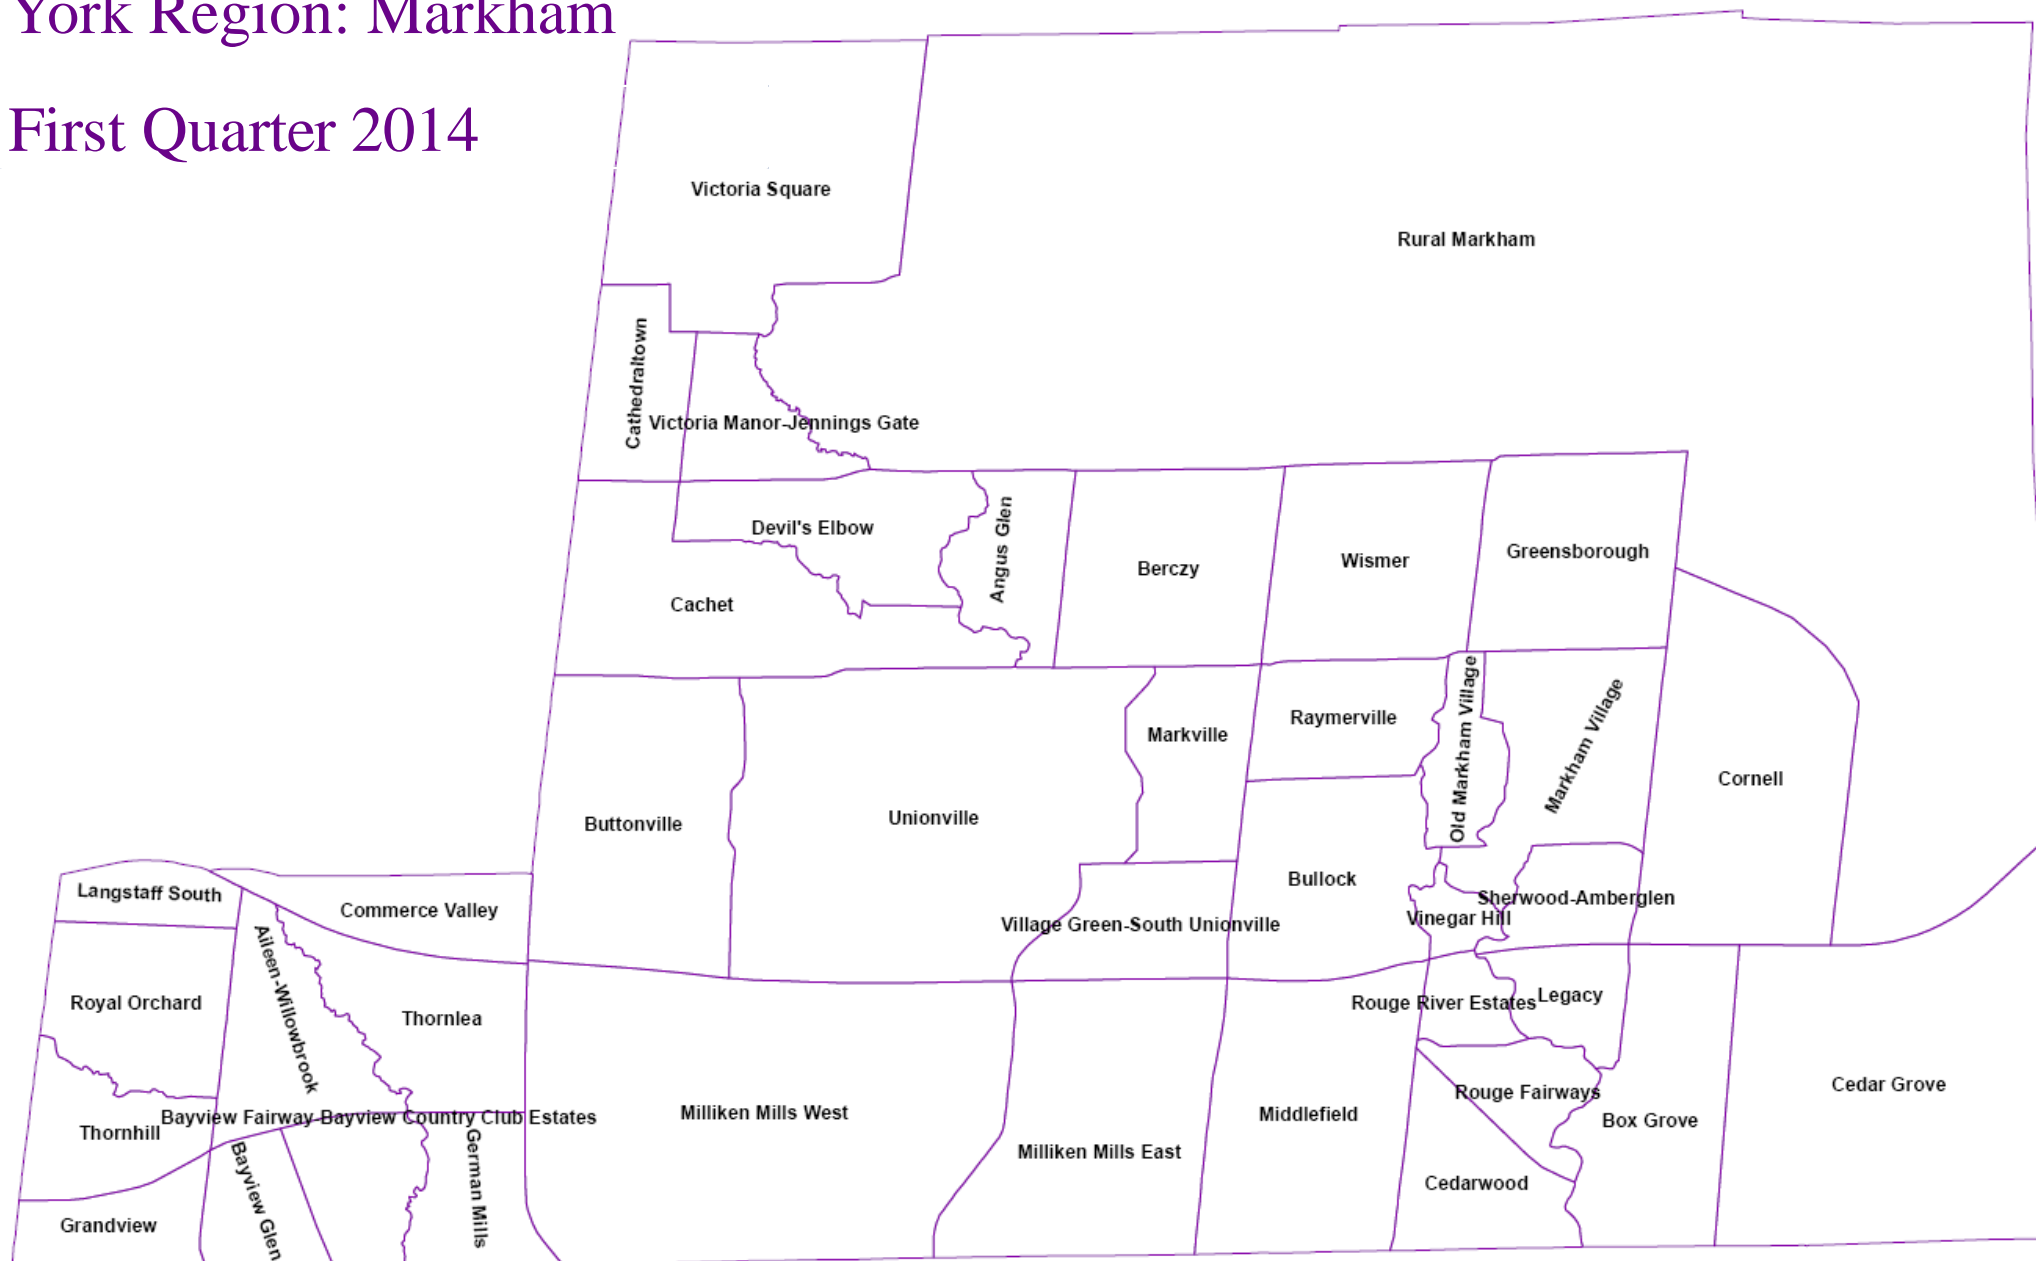 York Region: Markham
First Quarter 2014
Victoria Square
Rural Markham
Cathedraltown
Victoria Manor-Jennings Gate
Devil's Elbow
Angus Glen
Berczy
Wismer
Greensborough
Cachet
Raymerville
Old Markham Village
Markham Village
Markville
Cornell
Buttonville
Unionville
Bullock
Langstaff South
Commerce Valley
Village Green-South Unionville
Sherwood-Amberglen
Vinegar Hill
Aileen-Willowbrook
Royal Orchard
Thornlea
Rouge River Estates
Legacy
Rouge Fairways
Cedar Grove
Thornhill
Bayview Fairway-Bayview Country Club Estates
Milliken Mills West
Milliken Mills East
Middlefield
Box Grove
Cedarwood
Grandview
Bayview Glen
German Mills